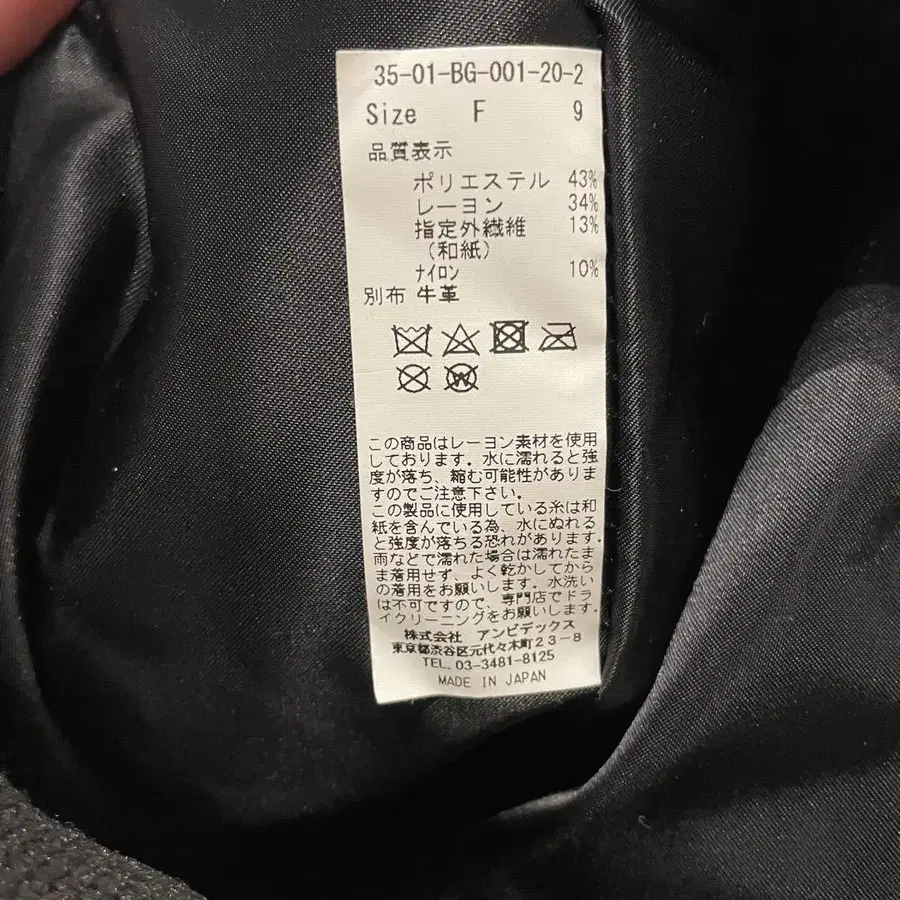 35-01-BG-001-20-2
Size F 9
品質表示
ポリエステル 43%
レーヨン 34%
指定外繊維 13%
(和紙)
ﾅｲﾛﾝ 10%
別布 牛革
この商品はレーヨン素材を使用
しております。水に濡れると強
度が落ち、縮む可能性がありま
すのでご注意下さい。
この製品に使用している糸は和
紙を含んでいる為、水にぬれる
と強度が落ちる恐れがあります。
雨などで濡れた場合は濡れたま
ま着用せず、よく乾かしてから
の着用をお願いします。水洗い
は不可ですので、専門店でドラ
イクリーニングをお願いします。
株式会社 アンビデックス
東京都渋谷区元代々木町23-8
TEL. 03-3481-8125
MADE IN JAPAN